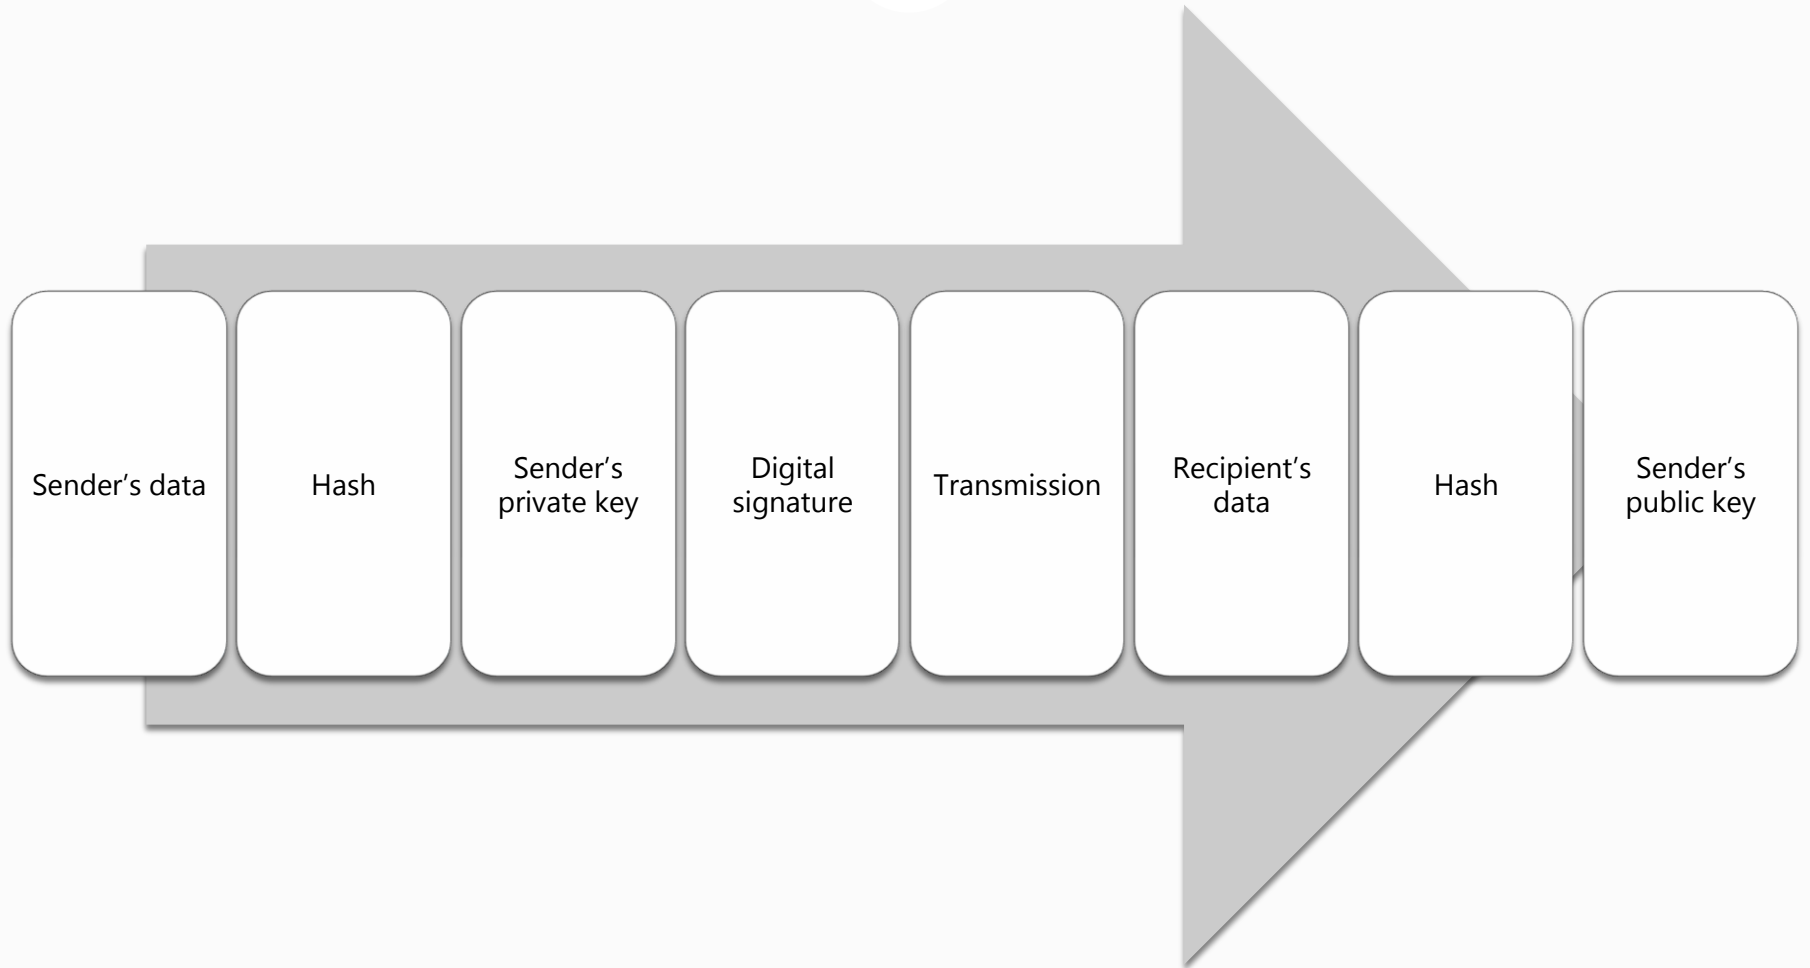 Sender’s data
Hash
Sender’s
private key
Digital
signature
Transmission
Recipient’s
data
Hash
Sender’s
public key